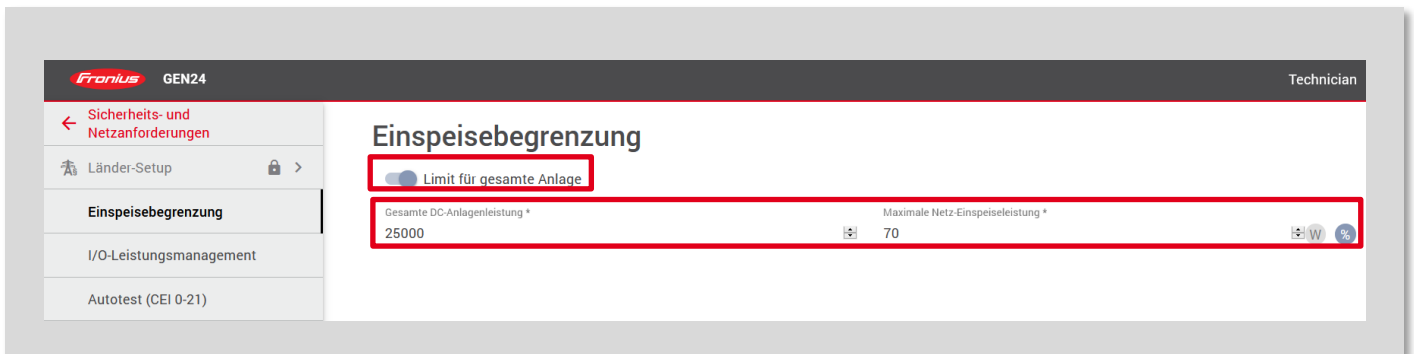 Fronius GEN24 Technician
Sicherheits- und
Netzanforderungen
Länder-Setup
Einspeisebegrenzung
I/O-Leistungsmanagement
Autotest (CEI 0-21)
Einspeisebegrenzung
Limit für gesamte Anlage
Gesamte DC-Anlagenleistung * Maximale Netz-Einspeiseleistung *
25000 70 W %